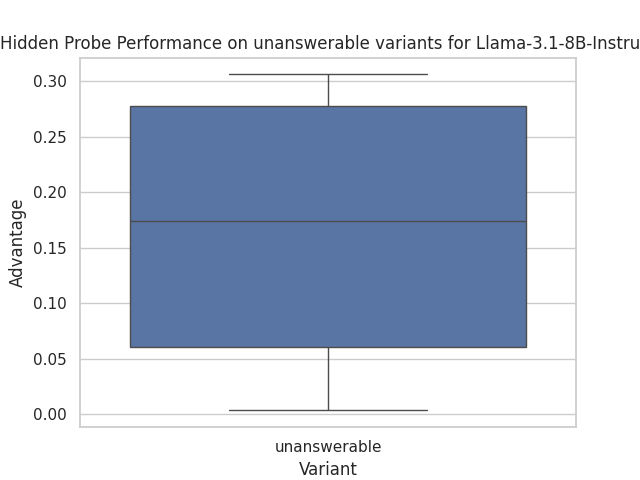 Hidden Probe Performance on unanswerable variants for Llama-3.1-8B-Instru
0.30
0.25
0.20
0.15
0.10
0.05
0.00
Advantage
unanswerable
Variant